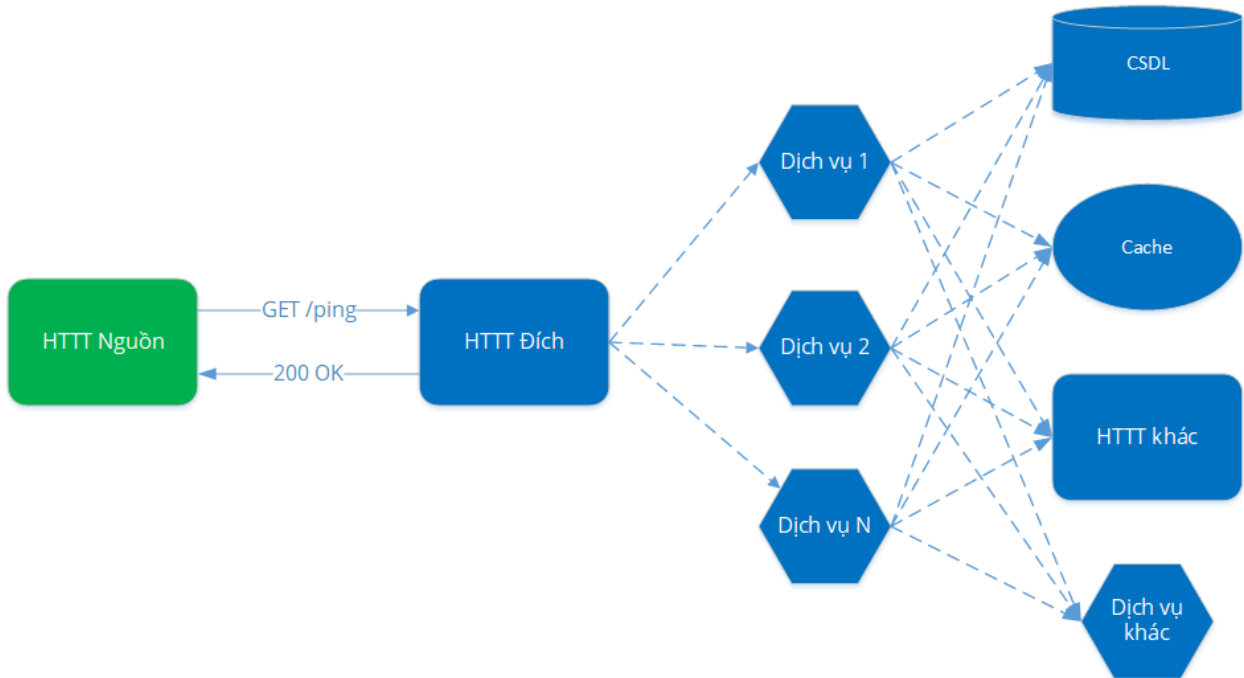 HTTT Nguồn
GET /ping
200 OK
HTTT Đích
Dịch vụ 1
Dịch vụ 2
Dịch vụ N
CSDL
Cache
HTTT khác
Dịch vụ
khác